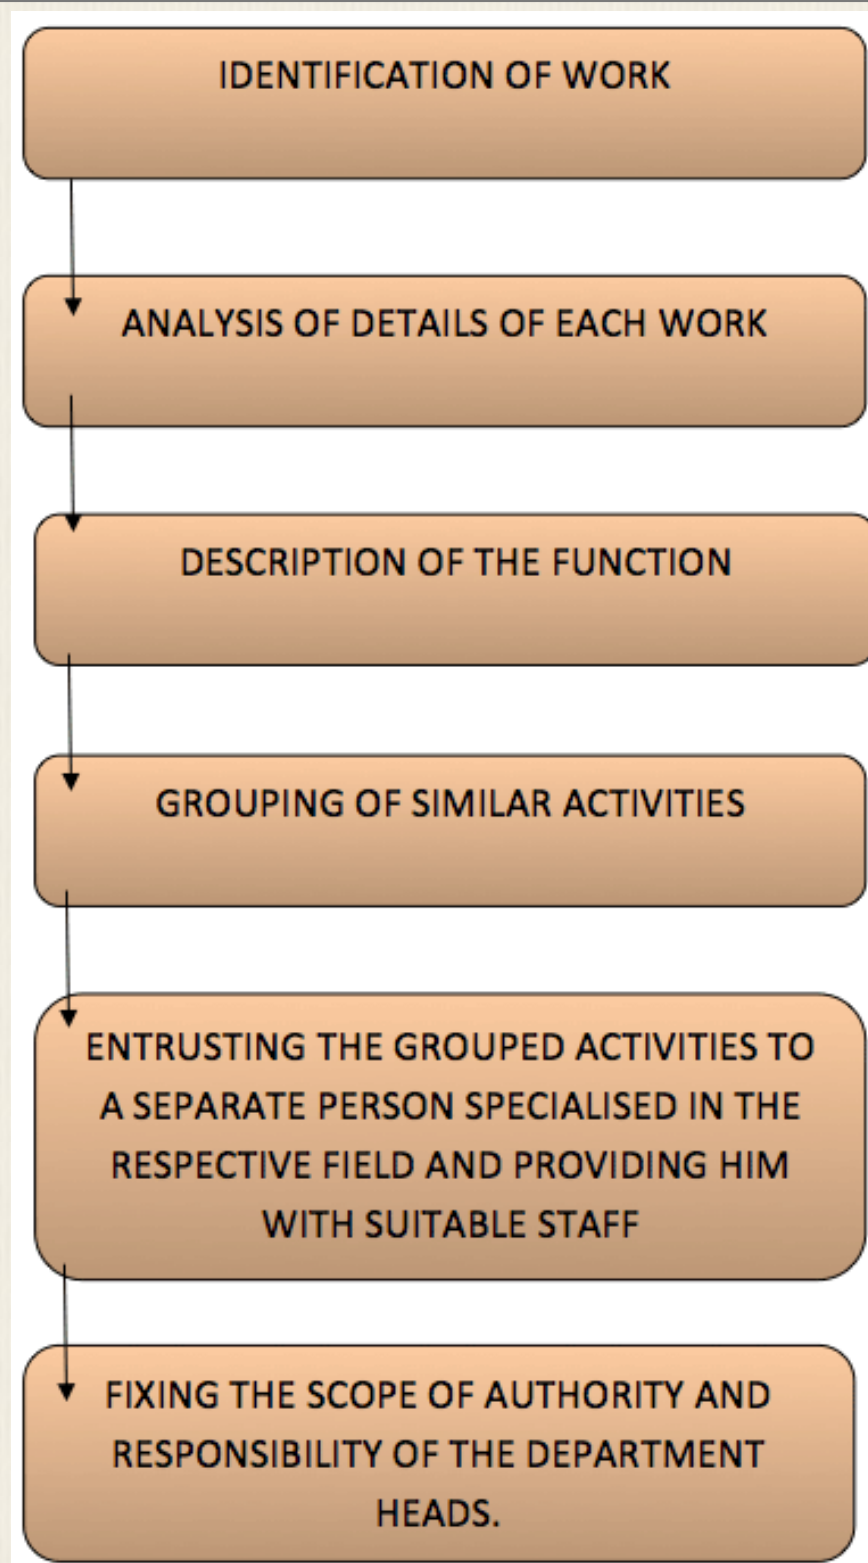 IDENTIFICATION OF WORK
ANALYSIS OF DETAILS OF EACH WORK
DESCRIPTION OF THE FUNCTION
GROUPING OF SIMILAR ACTIVITIES
ENTRUSTING THE GROUPED ACTIVITIES TO
A SEPARATE PERSON SPECIALISED IN THE
RESPECTIVE FIELD AND PROVIDING HIM
WITH SUITABLE STAFF
FIXING THE SCOPE OF AUTHORITY AND
RESPONSIBILITY OF THE DEPARTMENT
HEADS.